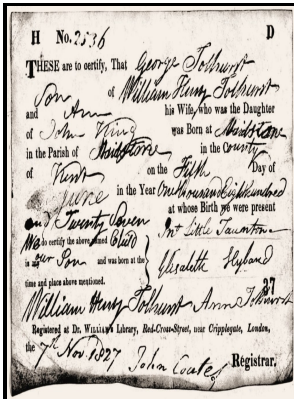 H No. 2536 D
THESE are to certify, That George Tolhurst
Son of William Henry Tolhurst
and Ann his Wife, who was the Daughter
of John King was Born at Maidstone
in the Parish of Maidstone in the County
of Kent on the Fifth Day of
June in the Year One thousand Eight hundred
and Twenty Seven at whose Birth we were present
We do certify the above named Child
is our Son and was born at the
time and place above mentioned.
Little Taunton
Elisabeth Hyland
27
William Henry Tolhurst Ann Tolhurst
Registered at Dr. WILLIAMS Library, Red-Cross-Street, near Cripplegate, London,
the 7th Nov. 1827 John Coates Registrar.